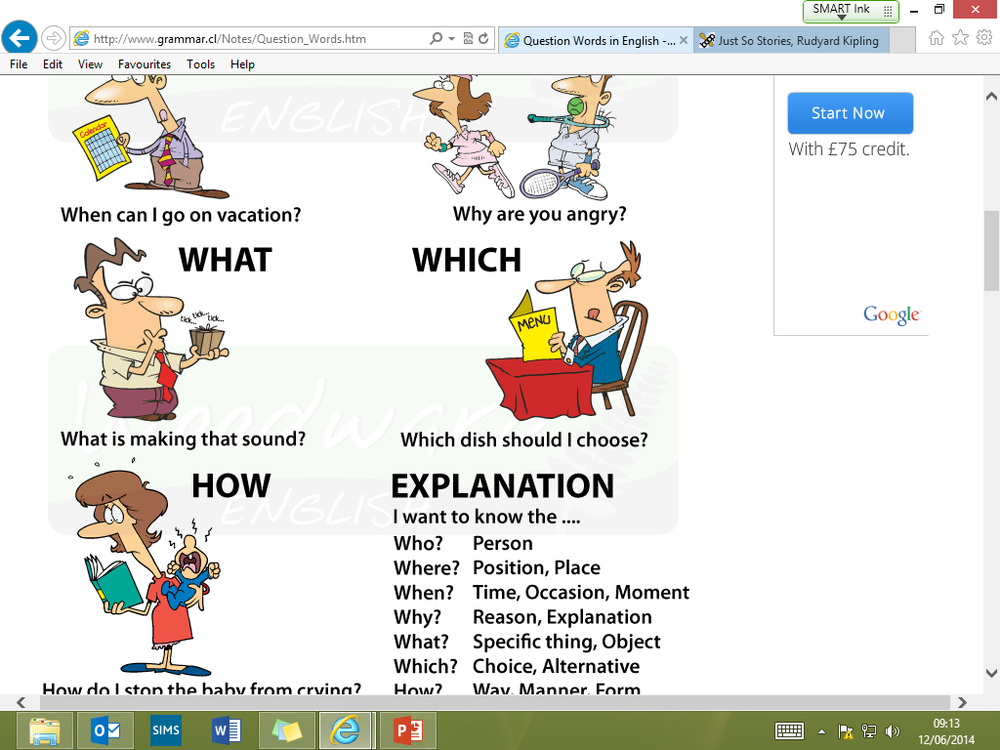 SMART Ink
http://www.grammar.cl/Notes/Question_Words.htm
Question Words in English -...
Just So Stories, Rudyard Kipling
File Edit View Favourites Tools Help
Calendar
ENGLISH
Start Now
With £75 credit.
When can I go on vacation?
Why are you angry?
WHAT
WHICH
tick... tick... tick...
MENU
Google
Woodward
What is making that sound?
Which dish should I choose?
HOW
EXPLANATION
ENGLISH
I want to know the ....
Who? Person
Where? Position, Place
When? Time, Occasion, Moment
Why? Reason, Explanation
What? Specific thing, Object
Which? Choice, Alternative
How do I stop the baby from crying?
How? Way, Manner, Form
SIMS
09:13
12/06/2014